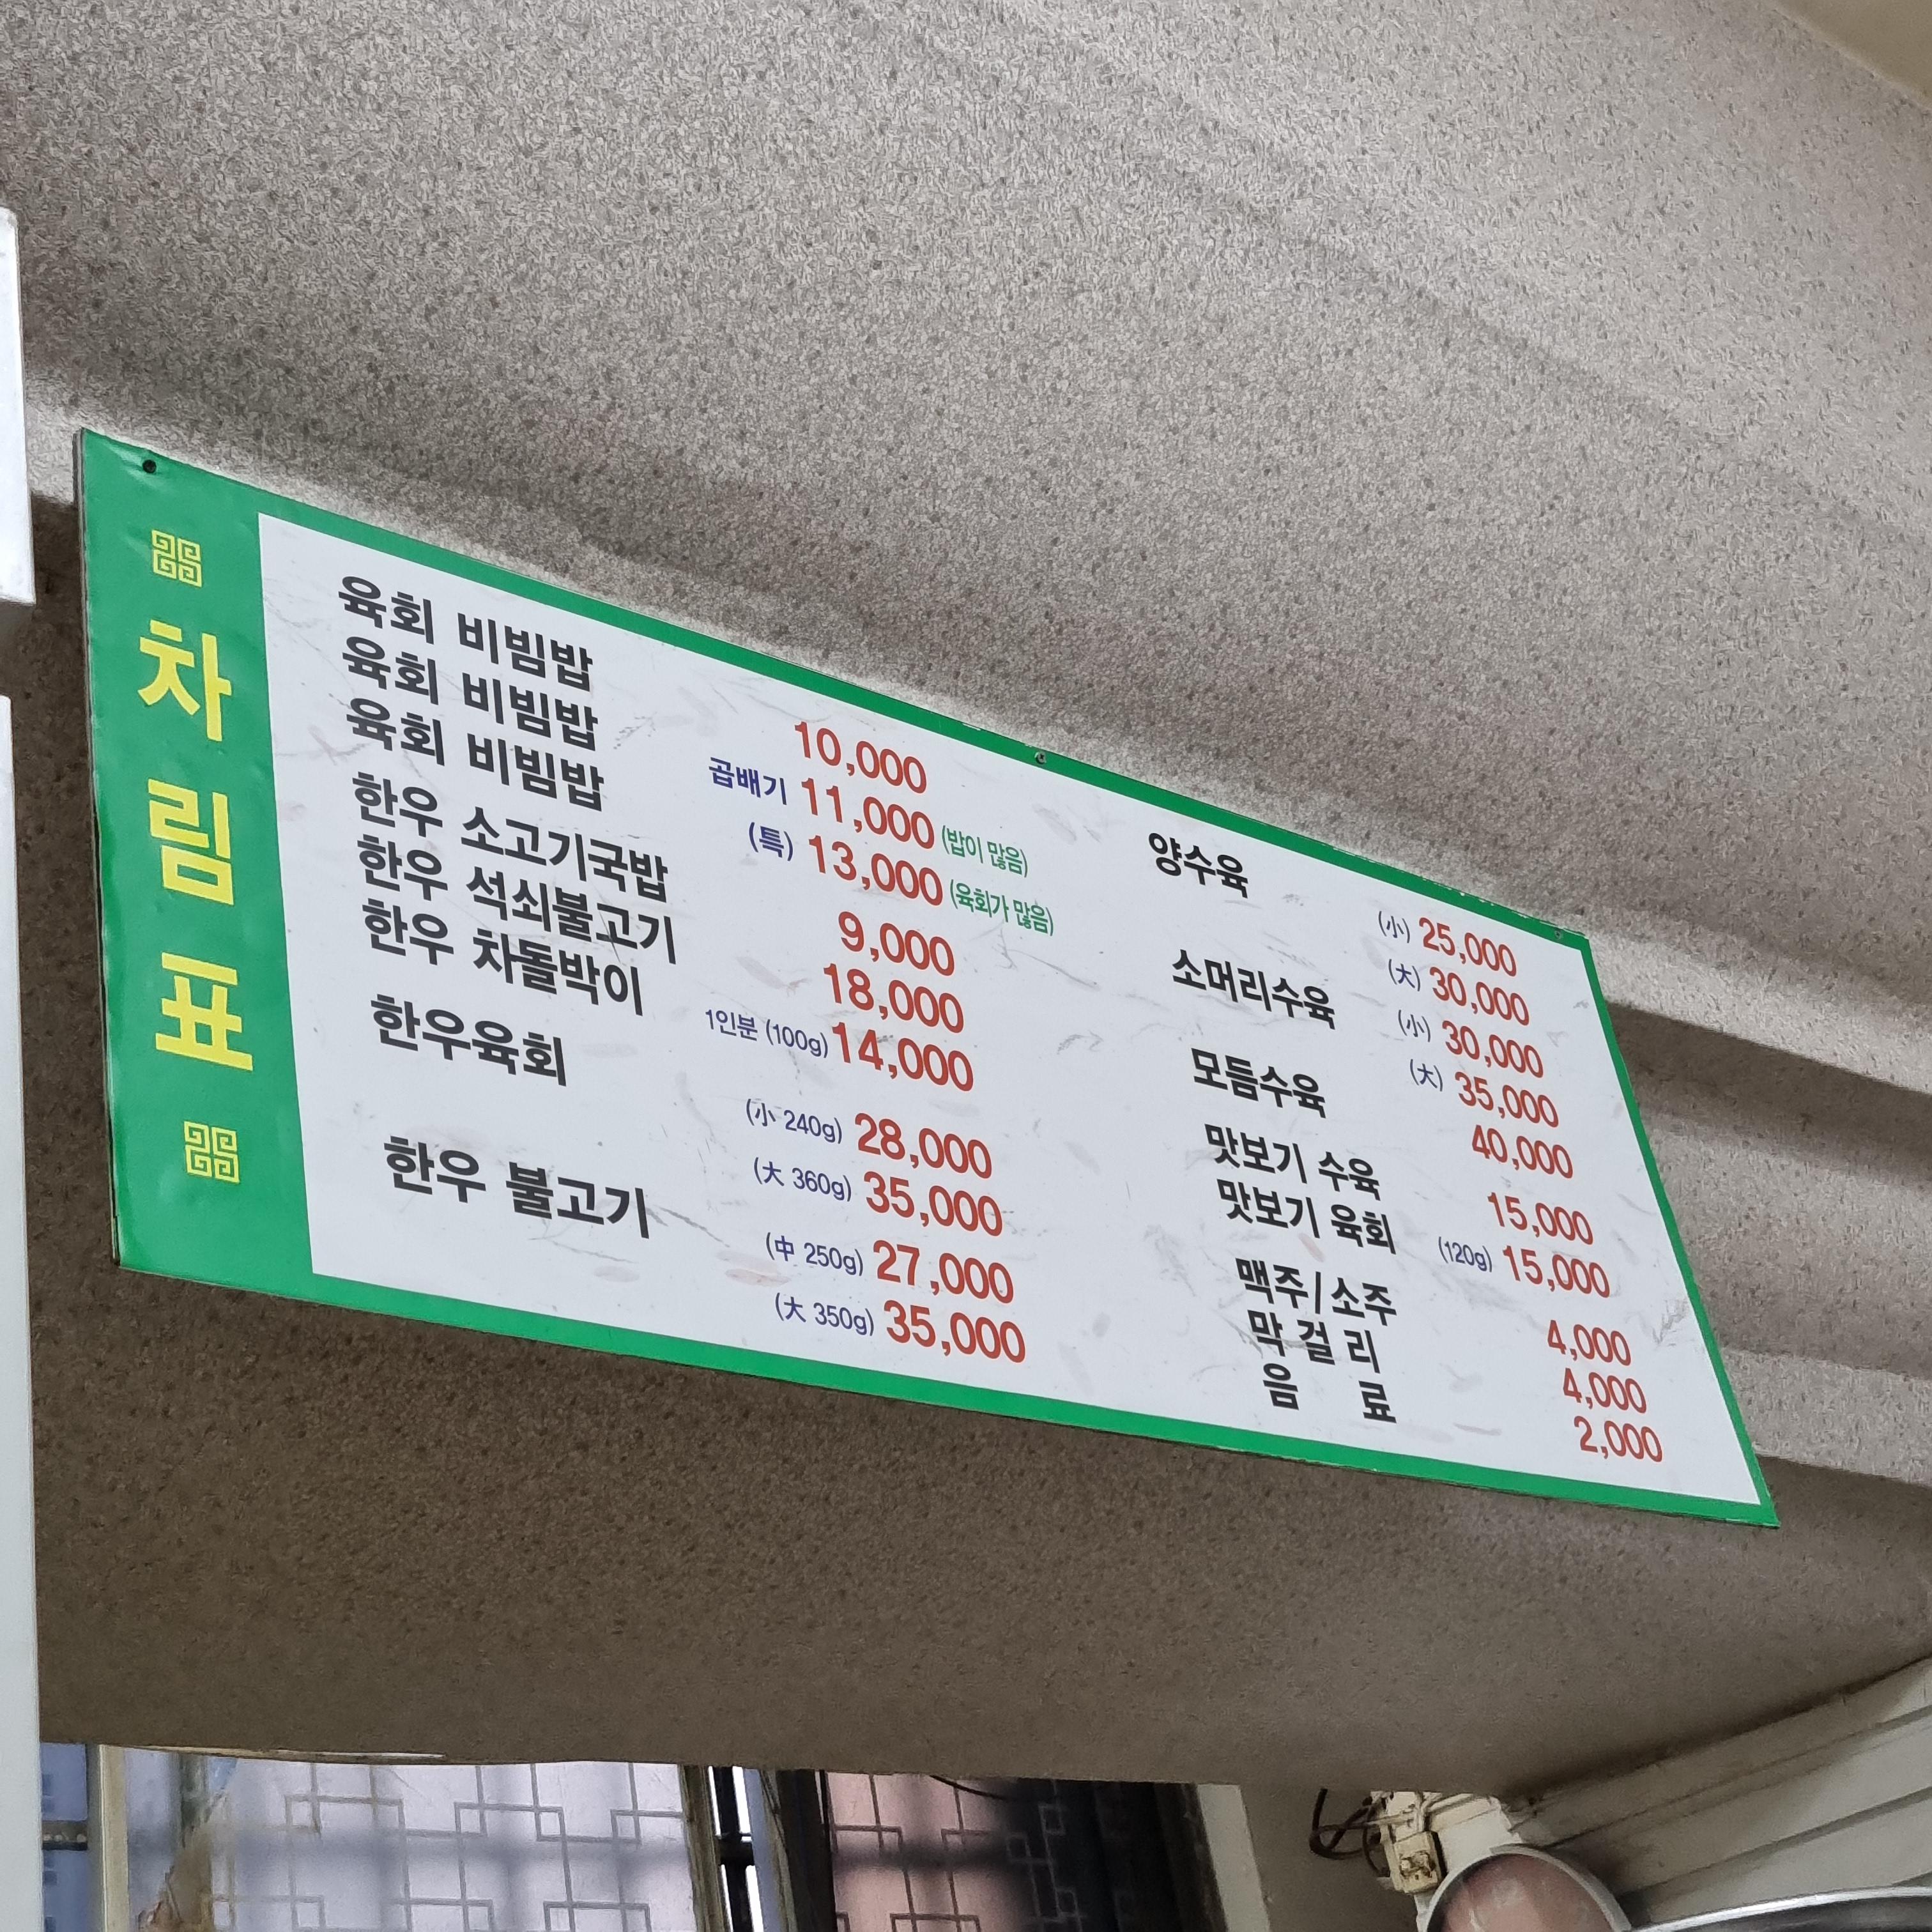 차림표
육회 비빔밥 10,000
육회 비빔밥 곱배기 11,000 (밥이 많음)
육회 비빔밥 (특) 13,000 (육회가 많음)
한우 소고기국밥 9,000
한우 석쇠불고기 18,000
한우 차돌박이 1인분 (100g) 14,000
한우육회 (小 240g) 28,000
(大 360g) 35,000
한우 불고기 (中 250g) 27,000
(大 350g) 35,000
양수육 (小) 25,000
(大) 30,000
소머리수육 (小) 30,000
(大) 35,000
모듬수육 40,000
맛보기 수육 15,000
맛보기 육회 (120g) 15,000
맥주/소주 4,000
막걸리 4,000
음료 2,000